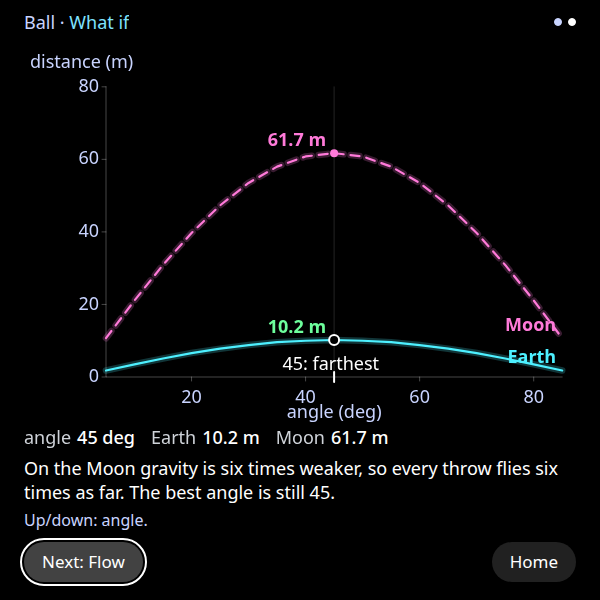 Ball · What if
distance (m)
80
61.7 m
60
40
20
Moon
10.2 m
Earth
45: farthest
0
20 40 60 80
angle (deg)
angle 45 deg Earth 10.2 m Moon 61.7 m
On the Moon gravity is six times weaker, so every throw flies six
times as far. The best angle is still 45.
Up/down: angle.
Next: Flow
Home